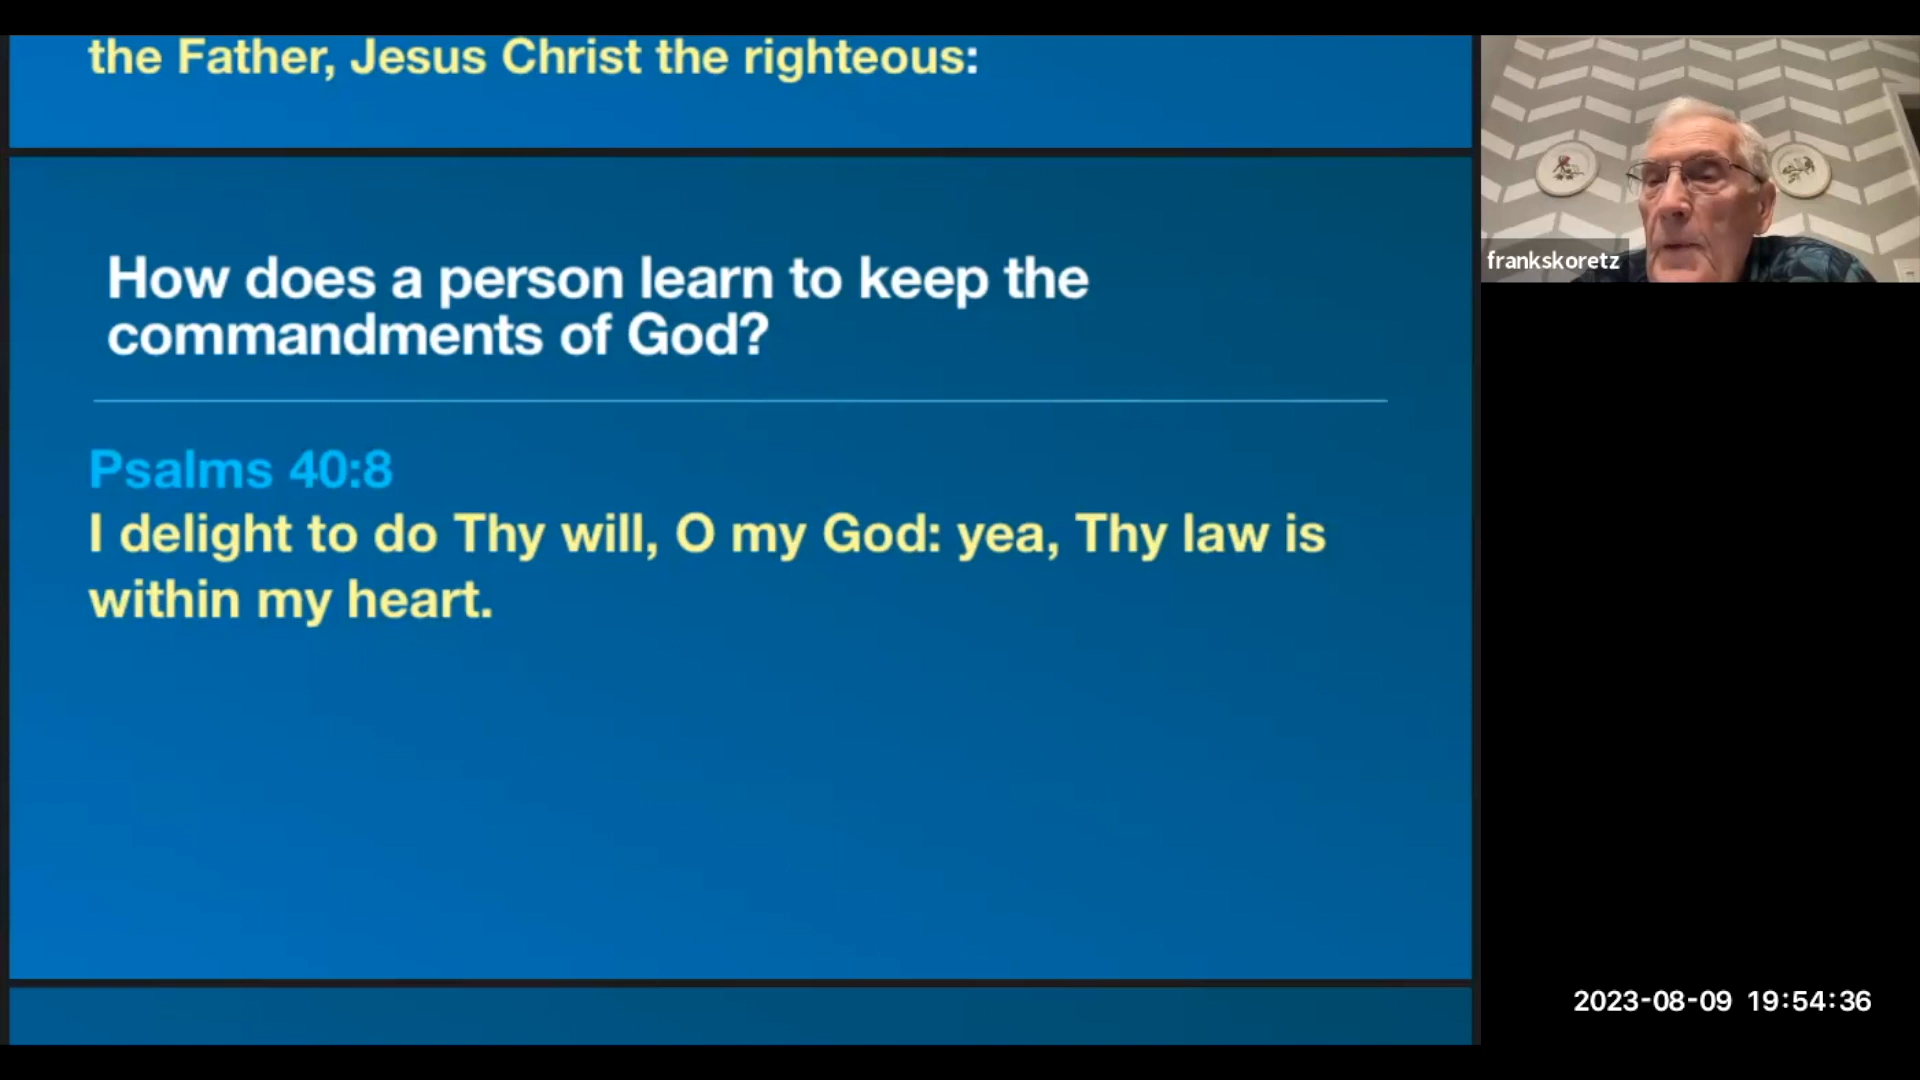 the Father, Jesus Christ the righteous:
How does a person learn to keep the
commandments of God?
Psalms 40:8
I delight to do Thy will, O my God: yea, Thy law is
within my heart.
frankskoretz
2023-08-09 19:54:36